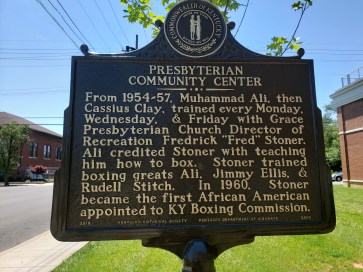 COMMONWEALTH OF KENTUCKY
PRESBYTERIAN
COMMUNITY CENTER
From 1954-57, Muhammad Ali, then
Cassius Clay, trained every Monday,
Wednesday, & Friday with Grace
Presbyterian Church Director of
Recreation Fredrick "Fred" Stoner.
Ali credited Stoner with teaching
him how to box. Stoner trained
boxing greats Ali, Jimmy Ellis, &
Rudell Stitch. In 1960, Stoner
became the first African American
appointed to KY Boxing Commission.
KENTUCKY HISTORICAL SOCIETY KENTUCKY DEPARTMENT OF HIGHWAYS